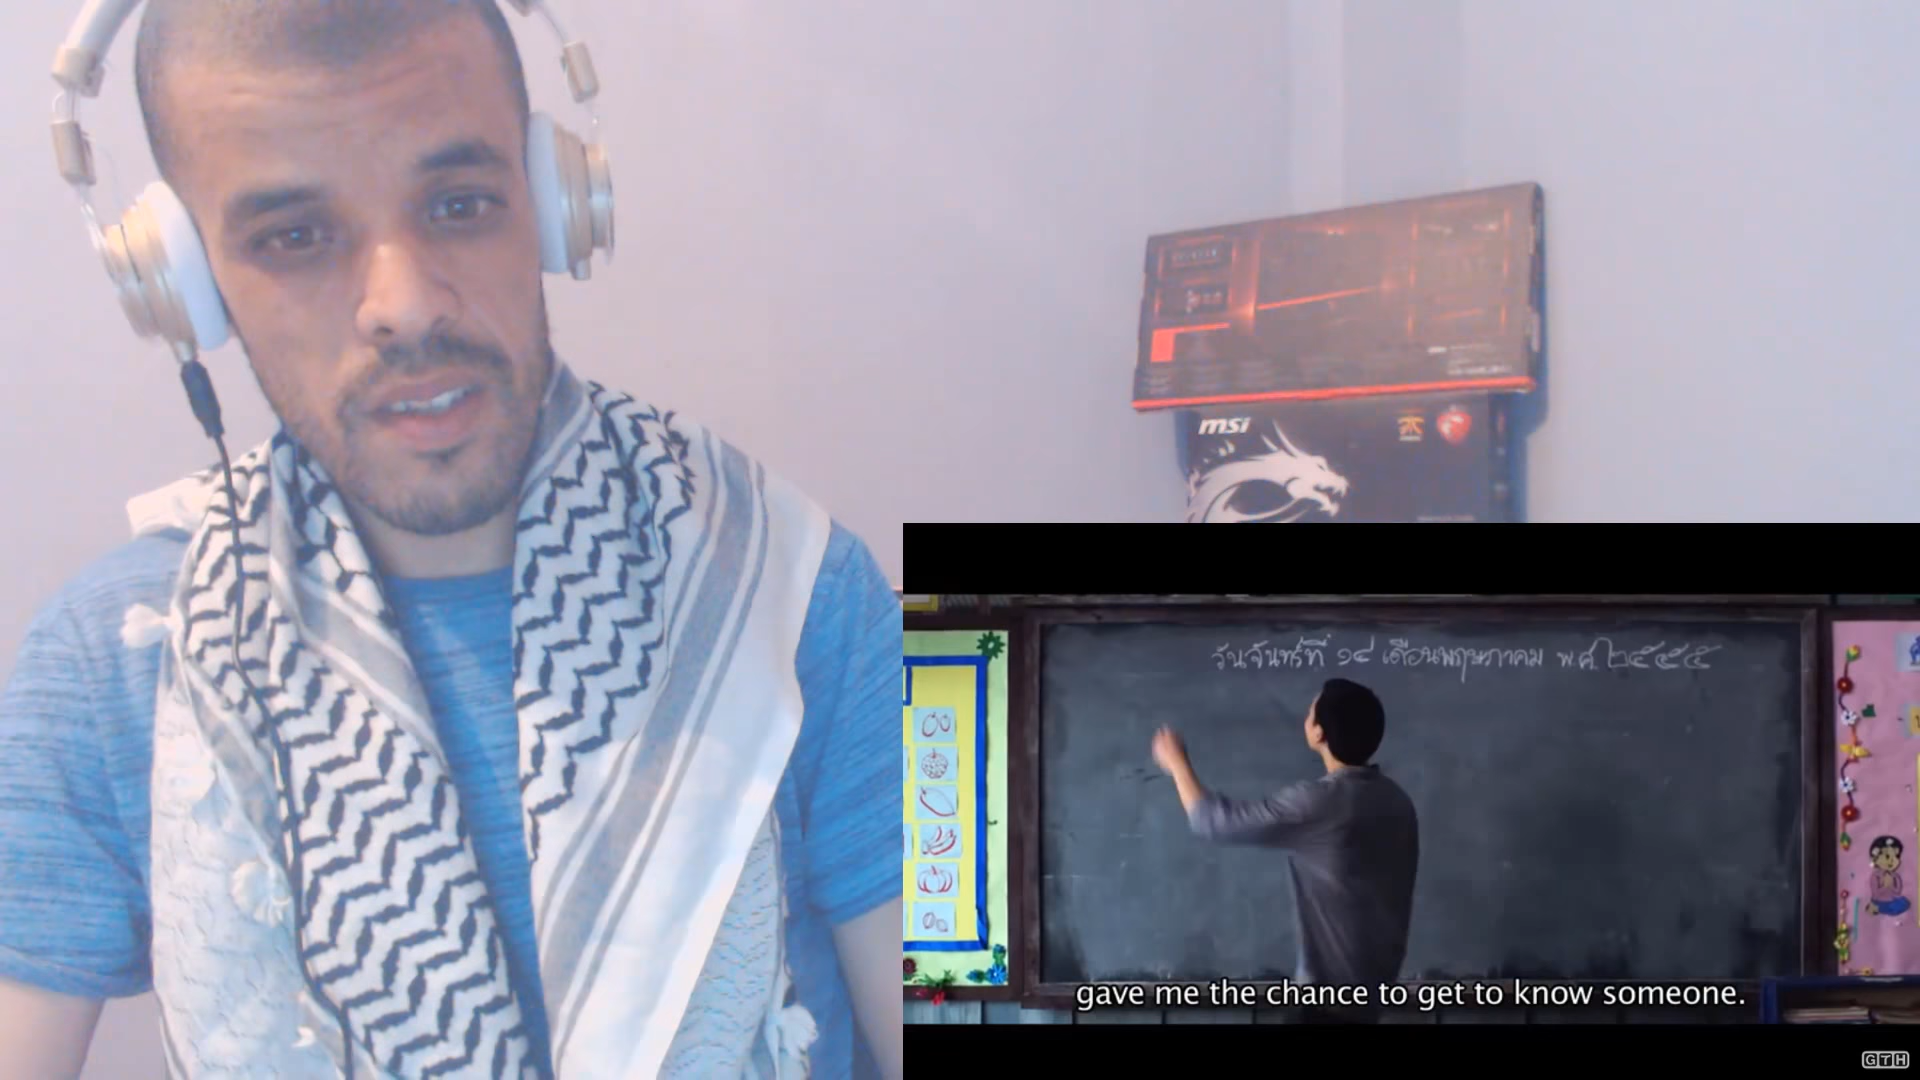 msi
วันจันทร์ที่ ๑๔ เดือนพฤษภาคม พ.ศ. ๒๕๕๕
gave me the chance to get to know someone.
GTH